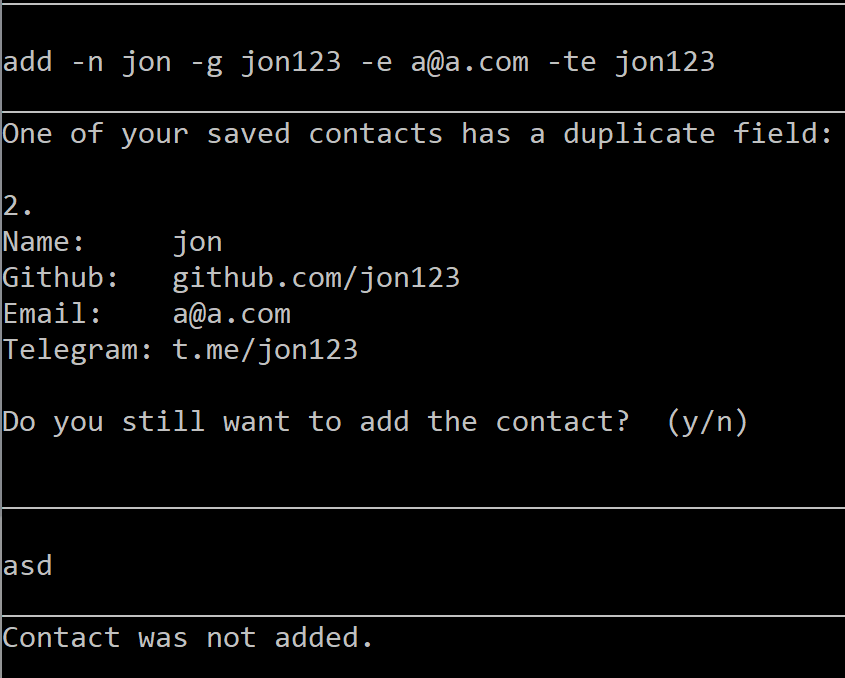 add -n jon -g jon123 -e a@a.com -te jon123
One of your saved contacts has a duplicate field:
2.
Name:     jon
Github:   github.com/jon123
Email:    a@a.com
Telegram: t.me/jon123
Do you still want to add the contact?  (y/n)
asd
Contact was not added.